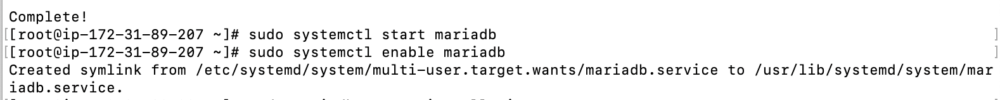 Complete!
[[root@ip-172-31-89-207 ~]# sudo systemctl start mariadb ]
[[root@ip-172-31-89-207 ~]# sudo systemctl enable mariadb ]
Created symlink from /etc/systemd/system/multi-user.target.wants/mariadb.service to /usr/lib/systemd/system/mar
iadb.service.